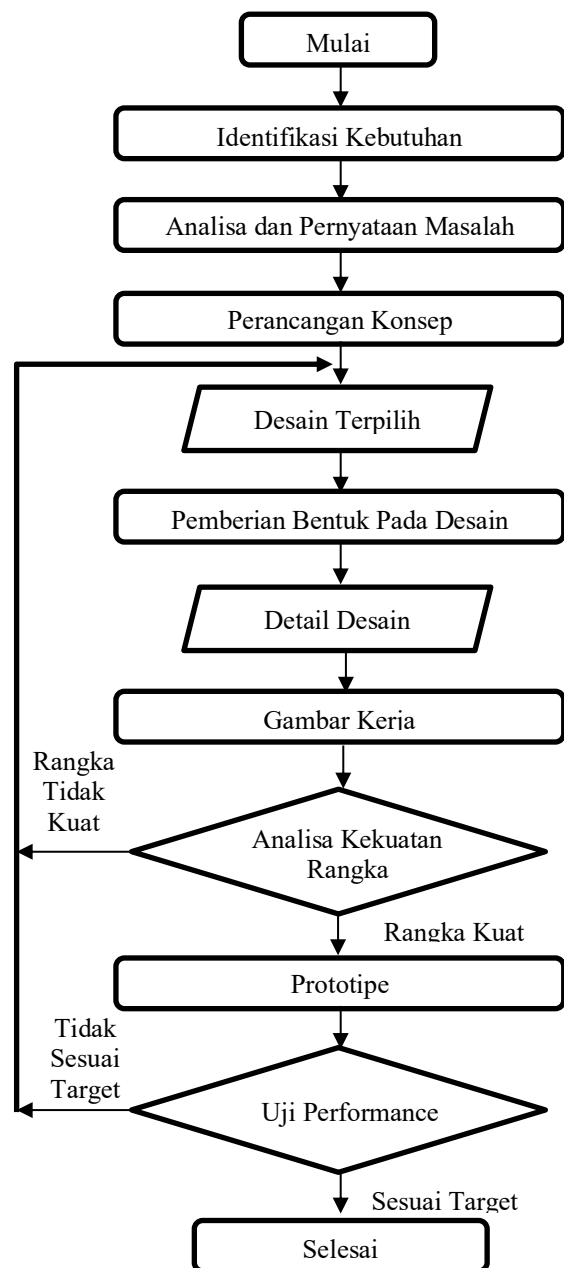 Mulai
Identifikasi Kebutuhan
Analisa dan Pernyataan Masalah
Perancangan Konsep
Desain Terpilih
Pemberian Bentuk Pada Desain
Detail Desain
Gambar Kerja
Rangka
Tidak
Kuat
Analisa Kekuatan
Rangka
Rangka Kuat
Prototipe
Tidak
Sesuai
Target
Uji Performance
Sesuai Target
Selesai